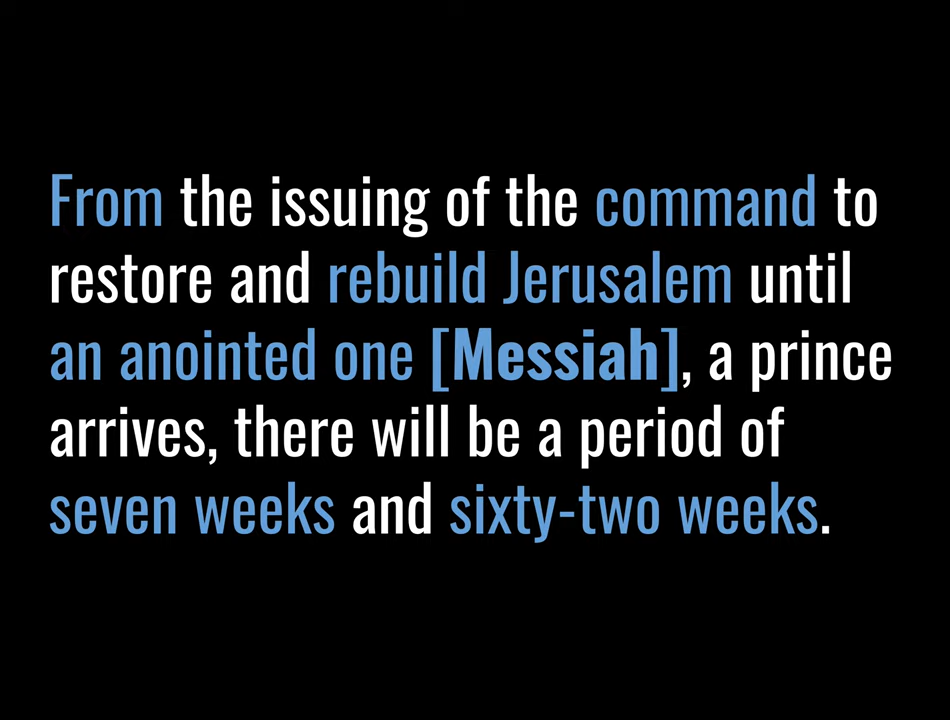 From the issuing of the command to
restore and rebuild Jerusalem until
an anointed one [Messiah], a prince
arrives, there will be a period of
seven weeks and sixty-two weeks.